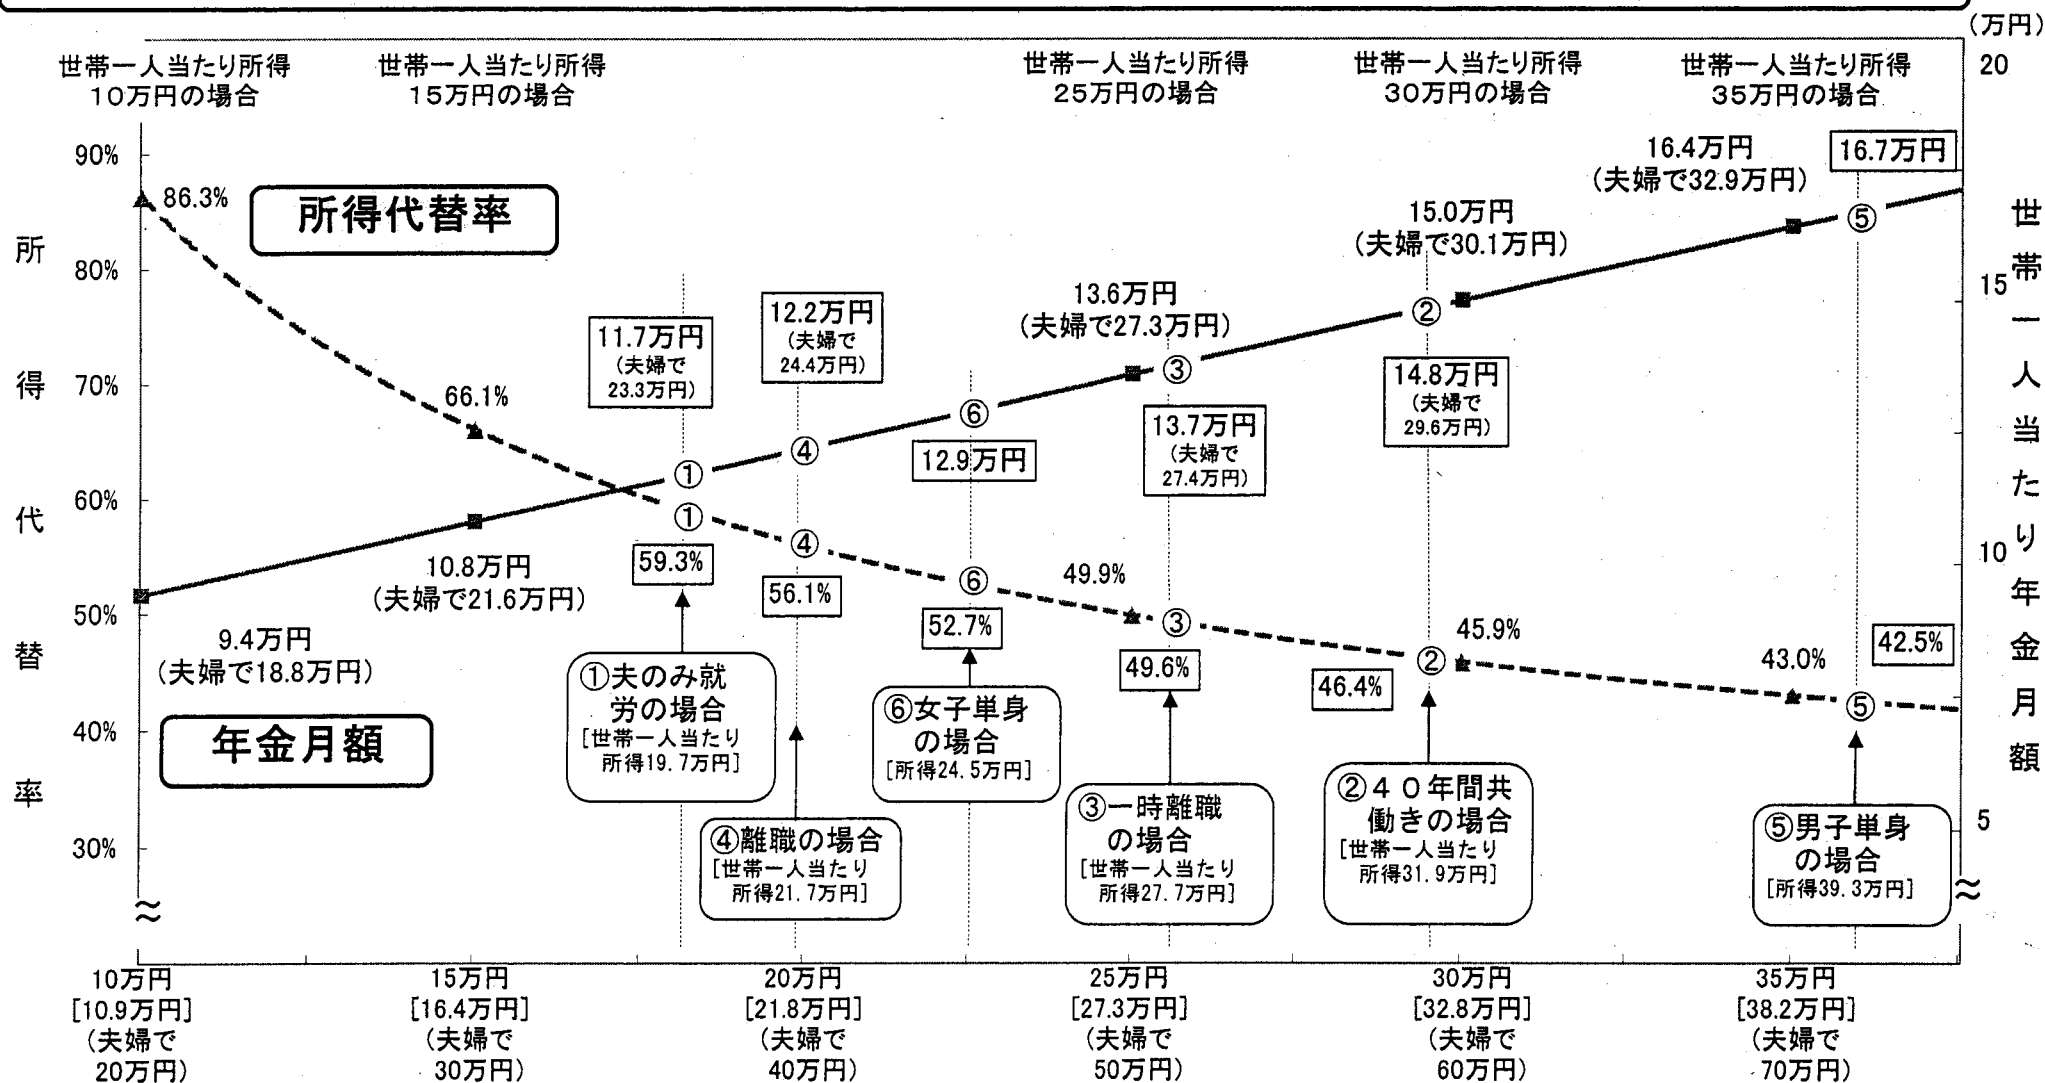 (万円)
世帯一人当たり所得
10万円の場合
世帯一人当たり所得
15万円の場合
世帯一人当たり所得
25万円の場合
世帯一人当たり所得
30万円の場合
世帯一人当たり所得
35万円の場合
20
15
10
5
世帯一人当たり年金月額
所得代替率
90%
80%
70%
60%
50%
40%
30%
≈
≈
所得代替率
年金月額
86.3%
66.1%
49.9%
45.9%
43.0%
9.4万円
(夫婦で18.8万円)
10.8万円
(夫婦で21.6万円)
11.7万円
(夫婦で
23.3万円)
12.2万円
(夫婦で
24.4万円)
12.9万円
13.6万円
(夫婦で27.3万円)
13.7万円
(夫婦で
27.4万円)
15.0万円
(夫婦で30.1万円)
14.8万円
(夫婦で
29.6万円)
16.4万円
(夫婦で32.9万円)
16.7万円
①
④
⑥
③
②
⑤
①
④
⑥
③
②
⑤
59.3%
56.1%
52.7%
49.6%
46.4%
42.5%
①夫のみ就
労の場合
[世帯一人当たり
所得19.7万円]
④離職の場合
[世帯一人当たり
所得21.7万円]
⑥女子単身
の場合
[所得24.5万円]
③一時離職
の場合
[世帯一人当たり
所得27.7万円]
②40年間共
働きの場合
[世帯一人当たり
所得31.9万円]
⑤男子単身
の場合
[所得39.3万円]
10万円
[10.9万円]
(夫婦で
20万円)
15万円
[16.4万円]
(夫婦で
30万円)
20万円
[21.8万円]
(夫婦で
40万円)
25万円
[27.3万円]
(夫婦で
50万円)
30万円
[32.8万円]
(夫婦で
60万円)
35万円
[38.2万円]
(夫婦で
70万円)